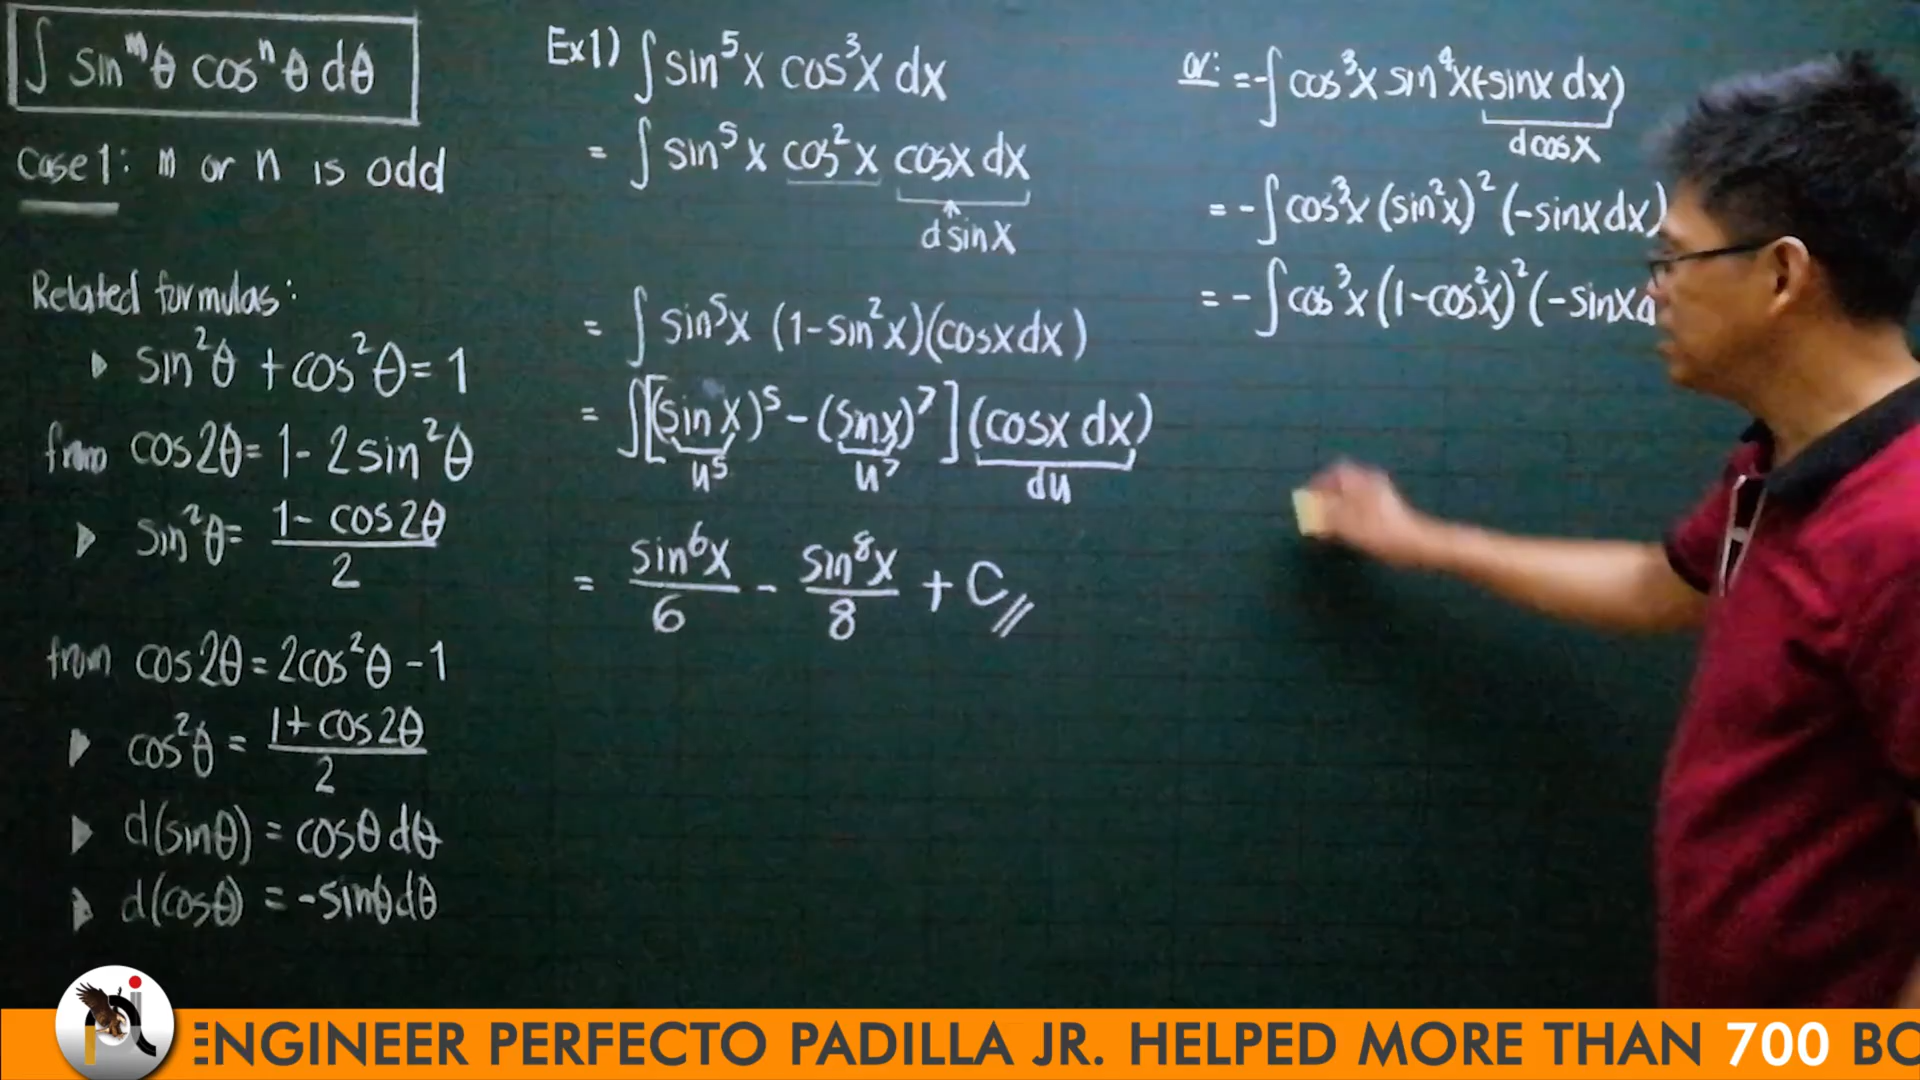 ∫ sin^m θ cos^n θ dθ
Case 1: m or n is odd
Related formulas:
▸ sin²θ + cos²θ = 1
from cos2θ = 1 - 2sin²θ
▸ sin²θ = (1 - cos2θ)/2
from cos2θ = 2cos²θ - 1
▸ cos²θ = (1 + cos2θ)/2
▸ d(sinθ) = cosθ dθ
▸ d(cosθ) = -sinθ dθ
Ex1) ∫ sin⁵x cos³x dx
= ∫ sin⁵x cos²x cosx dx
d sinx
= ∫ sin⁵x (1-sin²x)(cosx dx)
= ∫[(sinx)⁵ - (sinx)⁷](cosx dx)
u⁵ u⁷ du
= sin⁶x/6 - sin⁸x/8 + C //
or: = -∫ cos³x sin⁴x(-sinx dx)
dcosx
= -∫ cos³x (sin²x)² (-sinx dx)
= -∫ cos³x (1-cos²x)² (-sinx d
ENGINEER PERFECTO PADILLA JR. HELPED MORE THAN 700 BO